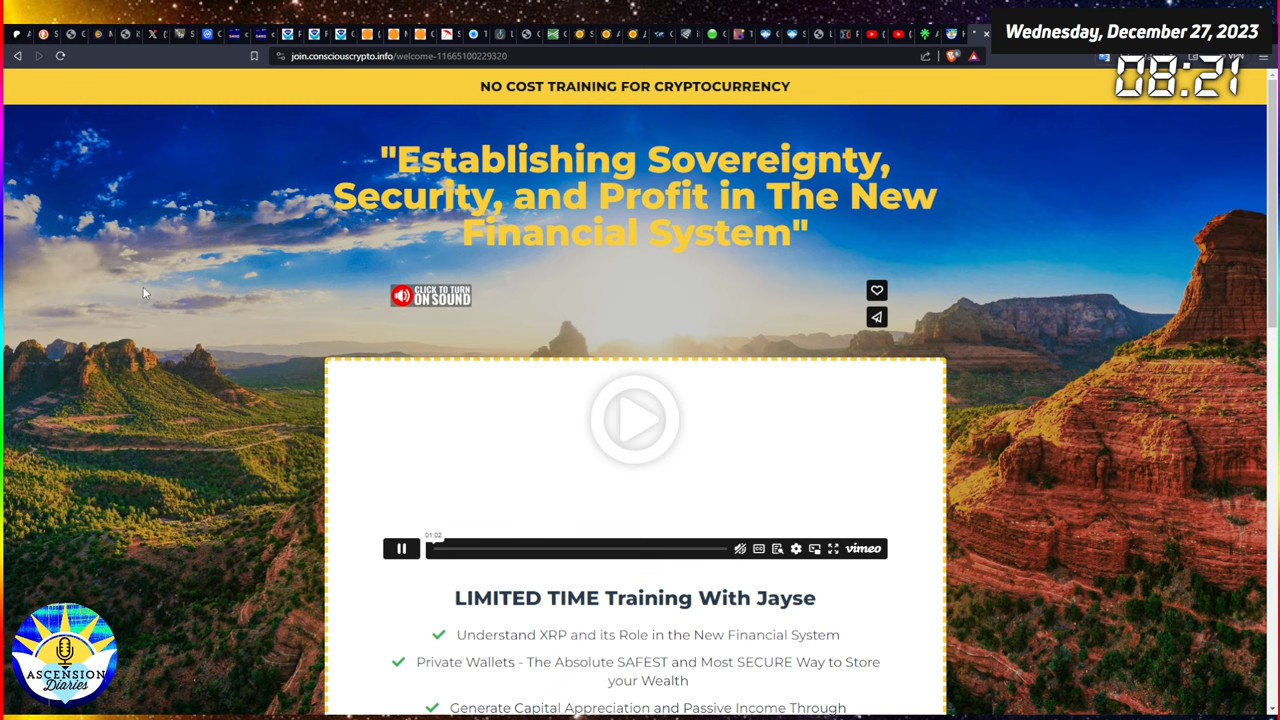 Wednesday, December 27, 2023
08:21
join.consciouscrypto.info/welcome-11665100229320
VPN
NO COST TRAINING FOR CRYPTOCURRENCY
"Establishing Sovereignty,
Security, and Profit in The New
Financial System"
CLICK TO TURN
ON SOUND
01:02
vimeo
LIMITED TIME Training With Jayse
Understand XRP and its Role in the New Financial System
Private Wallets - The Absolute SAFEST and Most SECURE Way to Store
your Wealth
Generate Capital Appreciation and Passive Income Through
ASCENSION
Diaries